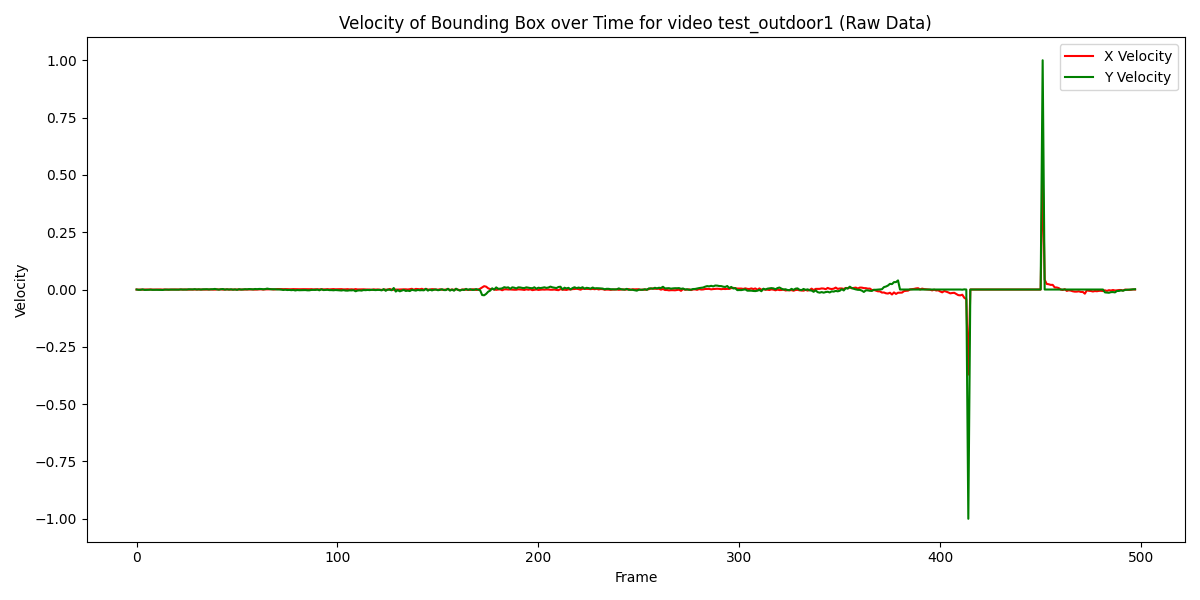 Velocity of Bounding Box over Time for video test_outdoor1 (Raw Data)
X Velocity
Y Velocity
1.00
0.75
0.50
0.25
0.00
−0.25
−0.50
−0.75
−1.00
Velocity
0 100 200 300 400 500
Frame